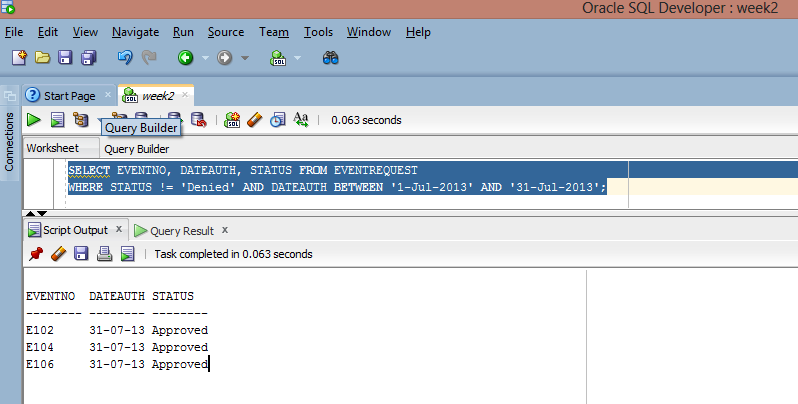 Oracle SQL Developer : week2
File Edit View Navigate Run Source Team Tools Window Help
Start Page × week2 ×
0.063 seconds
Query Builder
Connections
Worksheet Query Builder
SELECT EVENTNO, DATEAUTH, STATUS FROM EVENTREQUEST
WHERE STATUS != 'Denied' AND DATEAUTH BETWEEN '1-Jul-2013' AND '31-Jul-2013';
Script Output × Query Result ×
Task completed in 0.063 seconds
EVENTNO DATEAUTH STATUS
-------- -------- --------
E102 31-07-13 Approved
E104 31-07-13 Approved
E106 31-07-13 Approved